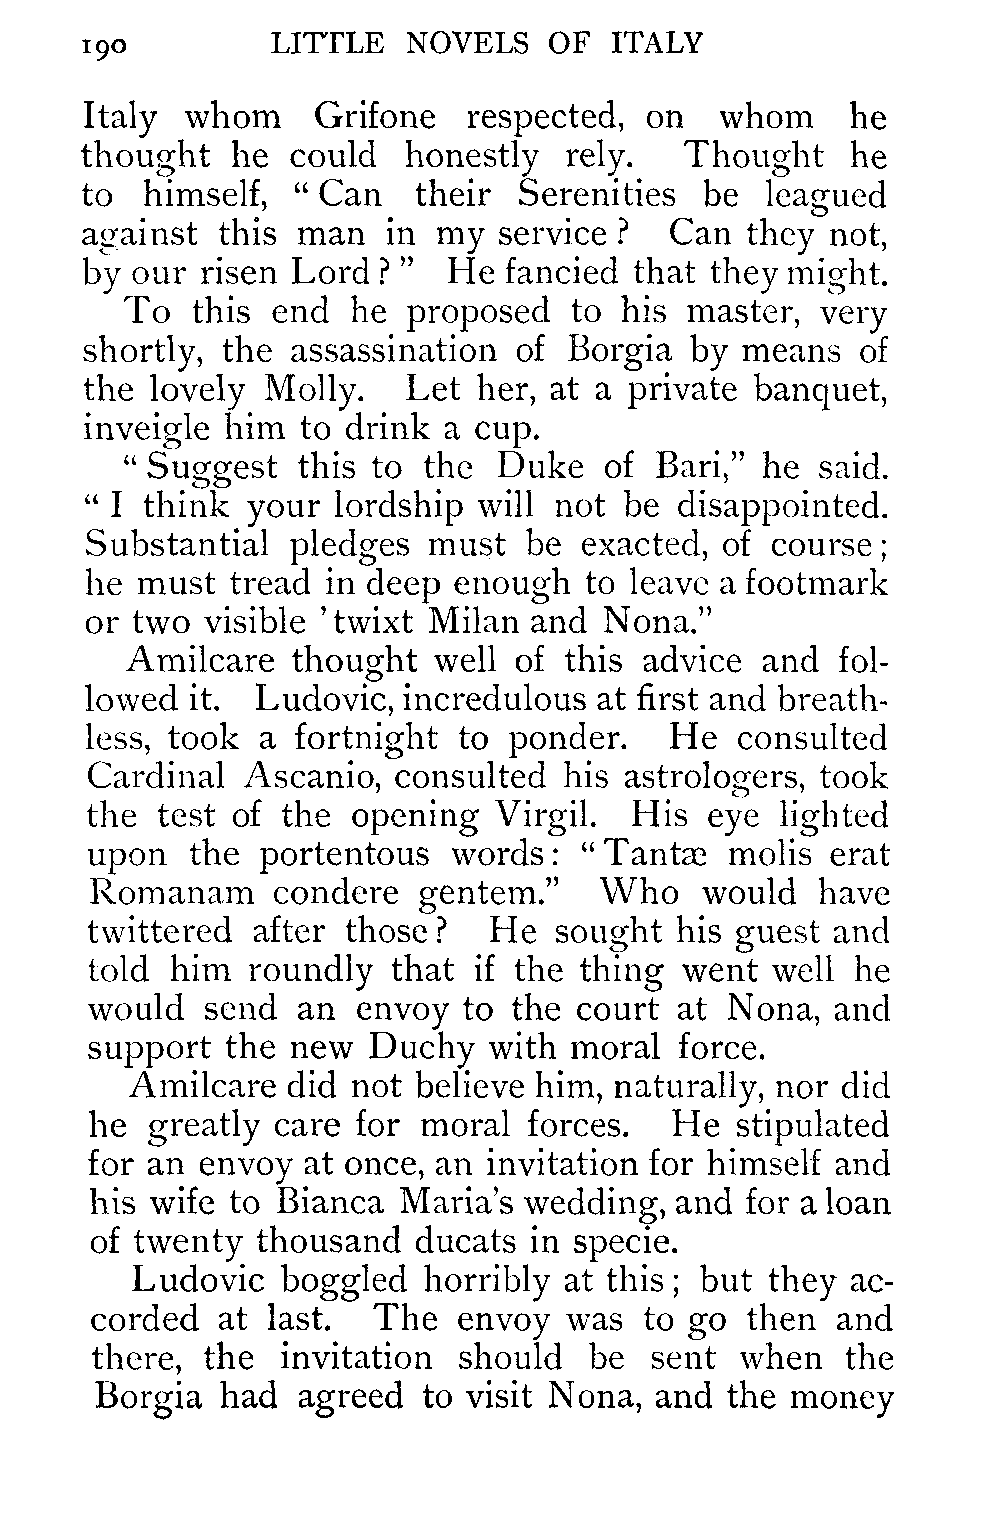 190 LITTLE NOVELS OF ITALY
Italy whom Grifone respected, on whom he
thought he could honestly rely. Thought he
to himself, “ Can their Serenities be leagued
against this man in my service ? Can they not,
by our risen Lord ? ” He fancied that they might.
To this end he proposed to his master, very
shortly, the assassination of Borgia by means of
the lovely Molly. Let her, at a private banquet,
inveigle him to drink a cup.
“ Suggest this to the Duke of Bari,” he said.
“ I think your lordship will not be disappointed.
Substantial pledges must be exacted, of course ;
he must tread in deep enough to leave a footmark
or two visible ’twixt Milan and Nona.”
Amilcare thought well of this advice and fol-
lowed it. Ludovic, incredulous at first and breath-
less, took a fortnight to ponder. He consulted
Cardinal Ascanio, consulted his astrologers, took
the test of the opening Virgil. His eye lighted
upon the portentous words : “ Tantæ molis erat
Romanam condere gentem.” Who would have
twittered after those ? He sought his guest and
told him roundly that if the thing went well he
would send an envoy to the court at Nona, and
support the new Duchy with moral force.
Amilcare did not believe him, naturally, nor did
he greatly care for moral forces. He stipulated
for an envoy at once, an invitation for himself and
his wife to Bianca Maria’s wedding, and for a loan
of twenty thousand ducats in specie.
Ludovic boggled horribly at this ; but they ac-
corded at last. The envoy was to go then and
there, the invitation should be sent when the
Borgia had agreed to visit Nona, and the money